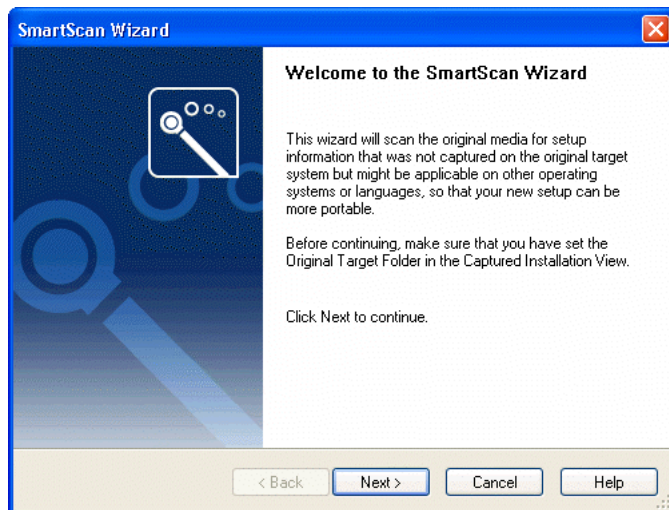 SmartScan Wizard
Welcome to the SmartScan Wizard
This wizard will scan the original media for setup
information that was not captured on the original target
system but might be applicable on other operating
systems or languages, so that your new setup can be
more portable.
Before continuing, make sure that you have set the
Original Target Folder in the Captured Installation View.
Click Next to continue.
< Back
Next >
Cancel
Help